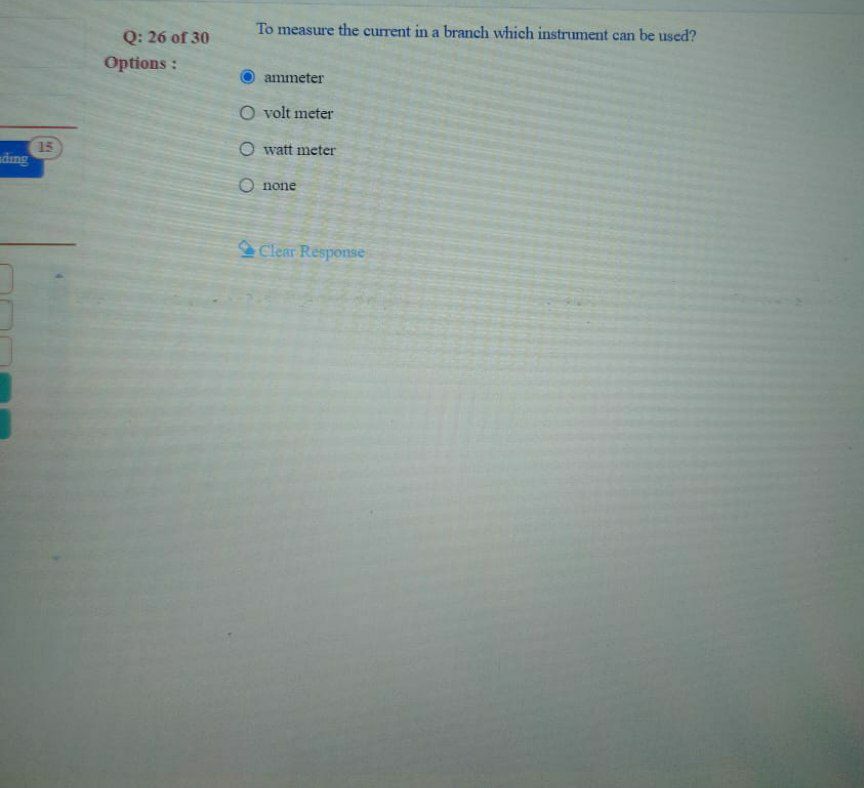 To measure the current in a branch which instrument can be used?
Q: 26 of 30
Options :
ammeter
volt meter
15
ding
watt meter
none
Clear Response